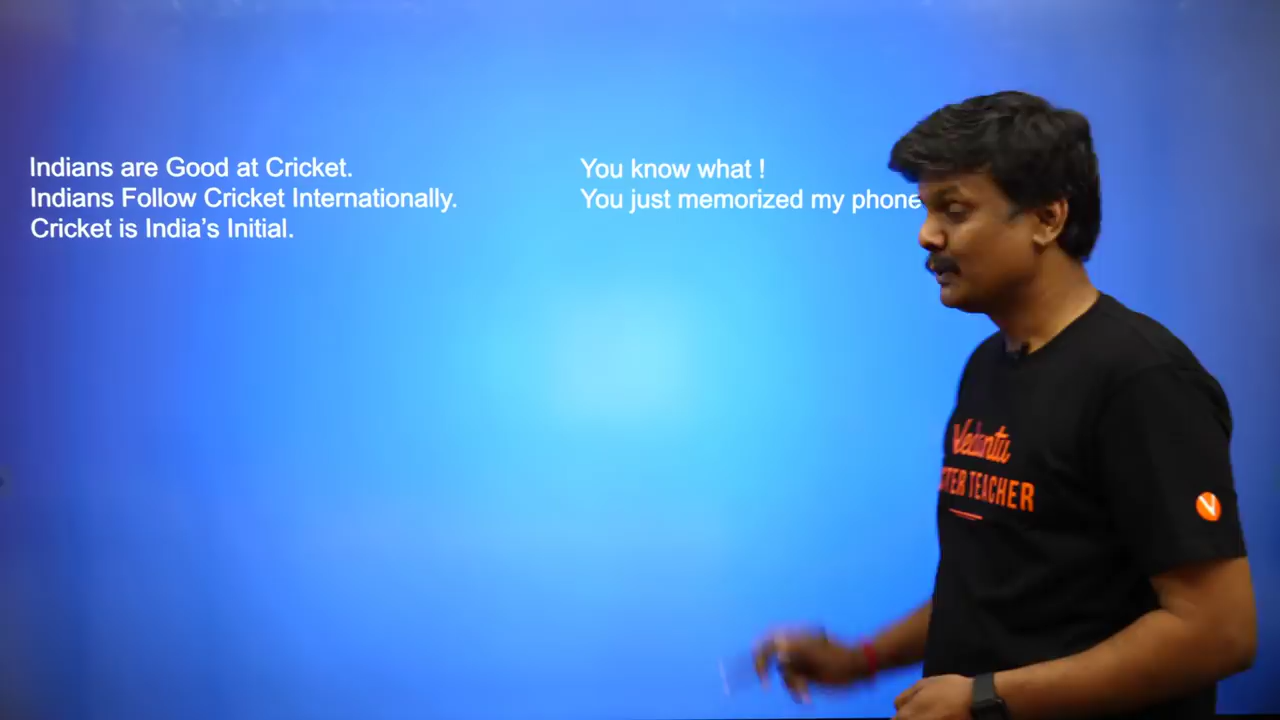 Indians are Good at Cricket.
Indians Follow Cricket Internationally.
Cricket is India’s Initial.
You know what !
You just memorized my phone
Vedantu
TEACHER
V